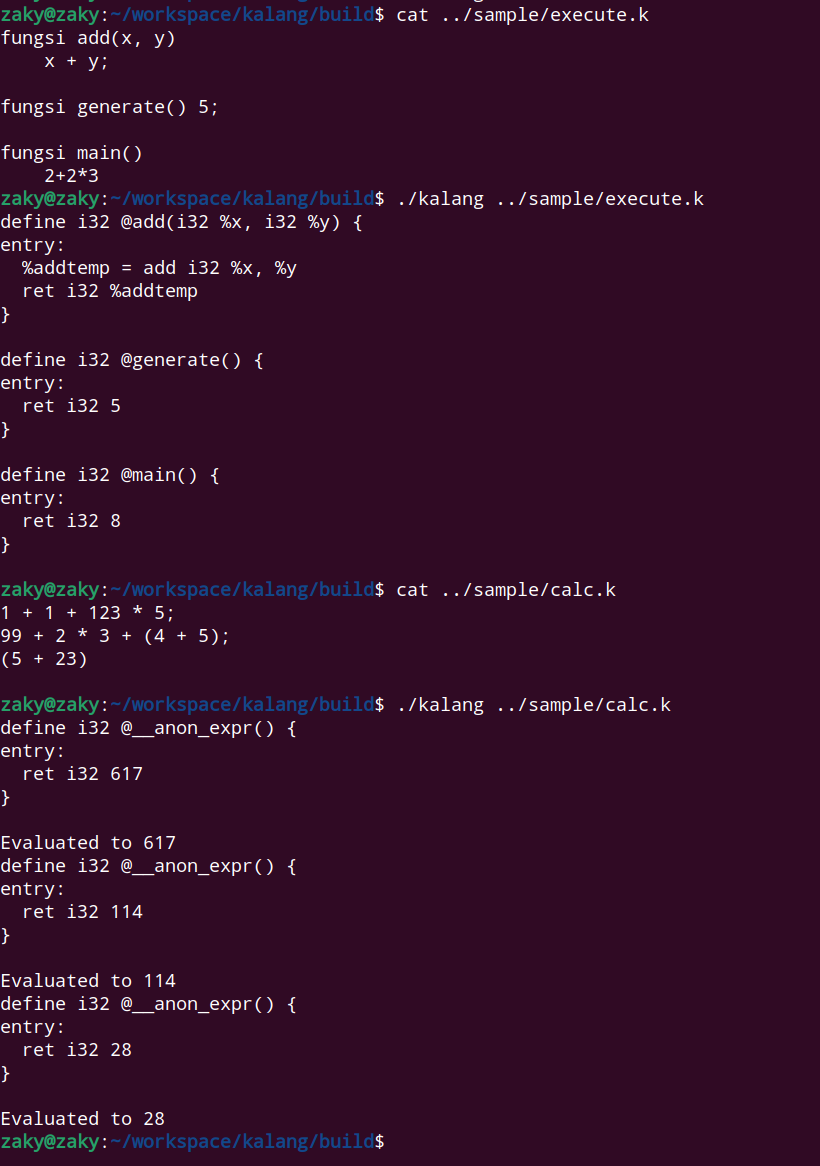 zaky@zaky:~/workspace/kalang/build$ cat ../sample/execute.k
fungsi add(x, y)
    x + y;

fungsi generate() 5;

fungsi main()
    2+2*3
zaky@zaky:~/workspace/kalang/build$ ./kalang ../sample/execute.k
define i32 @add(i32 %x, i32 %y) {
entry:
  %addtemp = add i32 %x, %y
  ret i32 %addtemp
}

define i32 @generate() {
entry:
  ret i32 5
}

define i32 @main() {
entry:
  ret i32 8
}

zaky@zaky:~/workspace/kalang/build$ cat ../sample/calc.k
1 + 1 + 123 * 5;
99 + 2 * 3 + (4 + 5);
(5 + 23)

zaky@zaky:~/workspace/kalang/build$ ./kalang ../sample/calc.k
define i32 @__anon_expr() {
entry:
  ret i32 617
}

Evaluated to 617
define i32 @__anon_expr() {
entry:
  ret i32 114
}

Evaluated to 114
define i32 @__anon_expr() {
entry:
  ret i32 28
}

Evaluated to 28
zaky@zaky:~/workspace/kalang/build$